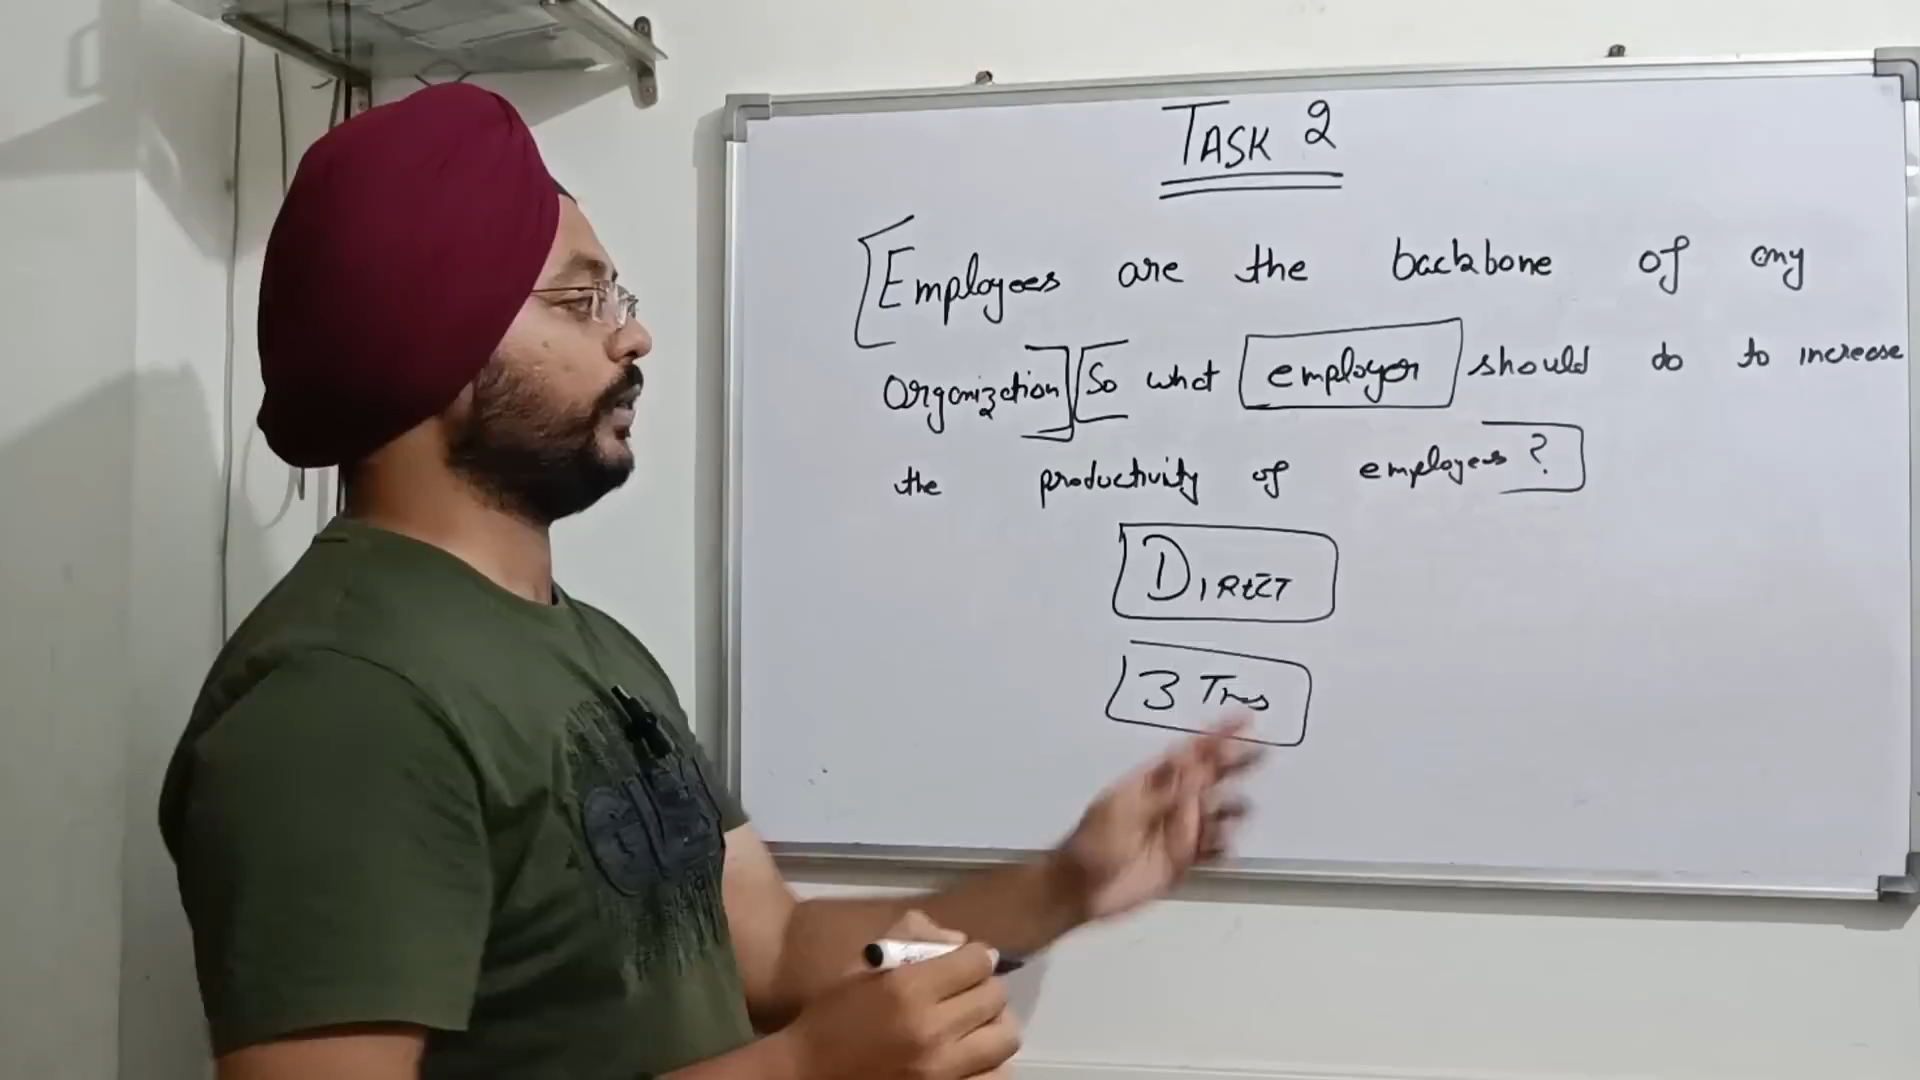 TASK 2
Employees are the backbone of any
Organization So what employer should do to increase
the productivity of employees ?
DIRECT
3